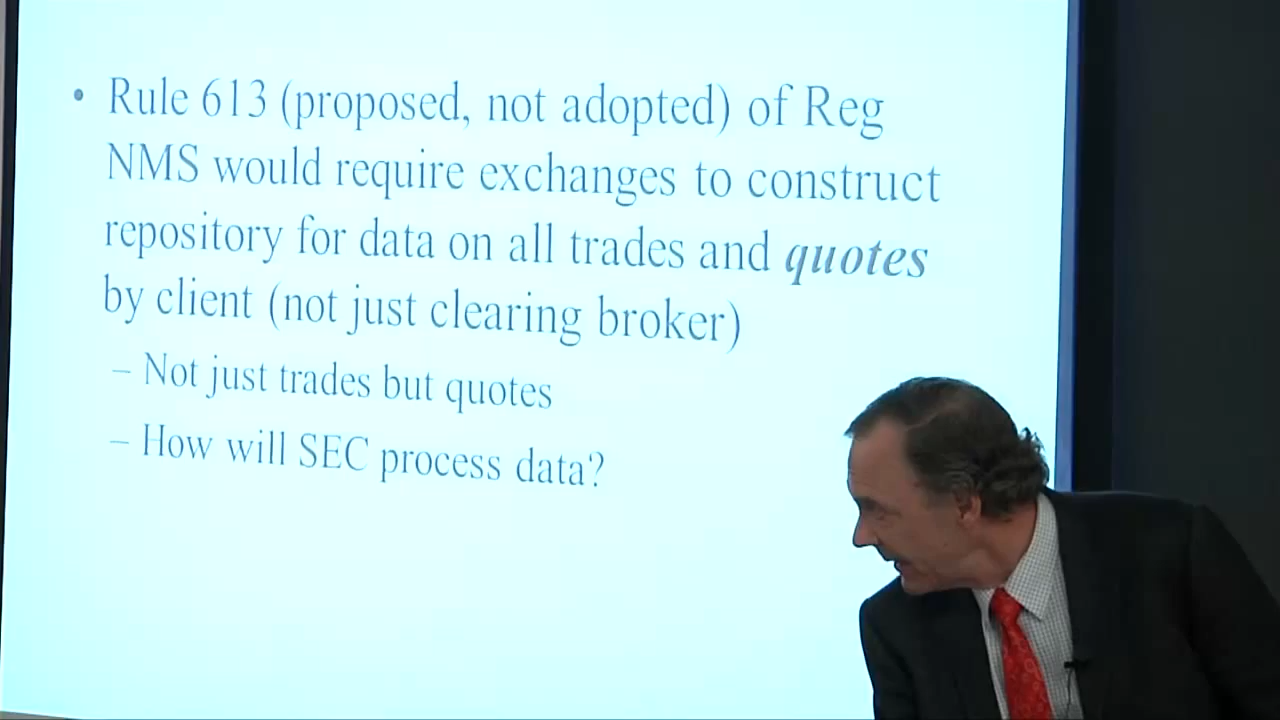 • Rule 613 (proposed, not adopted) of Reg
NMS would require exchanges to construct
repository for data on all trades and quotes
by client (not just clearing broker)
– Not just trades but quotes
– How will SEC process data?